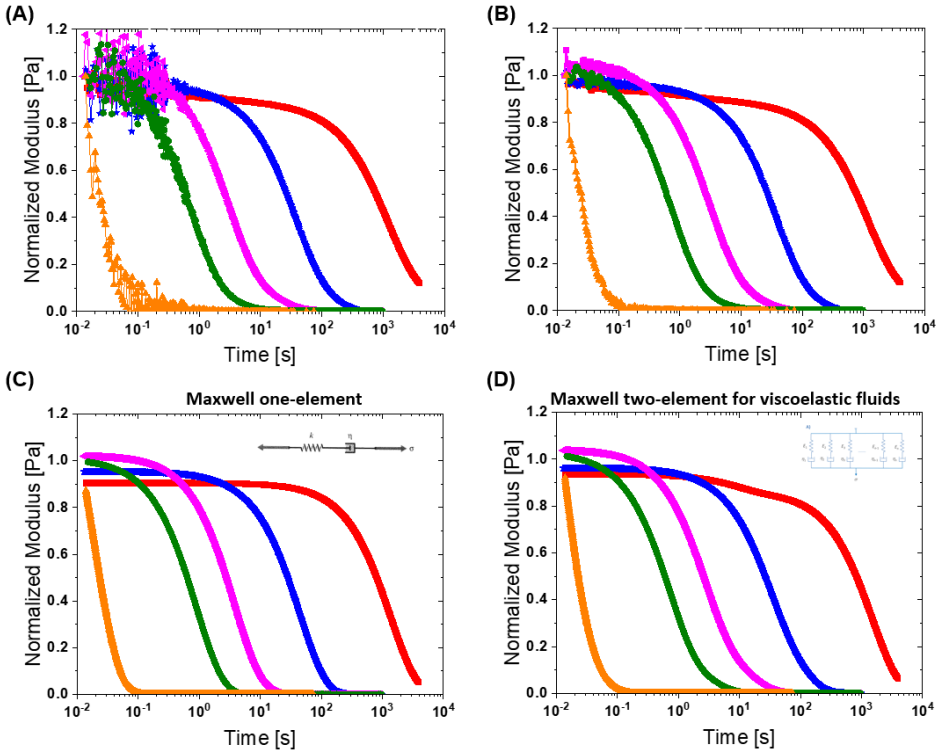 (A)
Normalized Modulus [Pa]
1.2
1.0
0.8
0.6
0.4
0.2
0.0
10⁻² 10⁻¹ 10⁰ 10¹ 10² 10³ 10⁴
Time [s]
(B)
Normalized Modulus [Pa]
1.2
1.0
0.8
0.6
0.4
0.2
0.0
10⁻² 10⁻¹ 10⁰ 10¹ 10² 10³ 10⁴
Time [s]
(C)
Maxwell one-element
k η σ
Normalized Modulus [Pa]
1.2
1.0
0.8
0.6
0.4
0.2
0.0
10⁻² 10⁻¹ 10⁰ 10¹ 10² 10³ 10⁴
Time [s]
(D)
Maxwell two-element for viscoelastic fluids
Normalized Modulus [Pa]
1.2
1.0
0.8
0.6
0.4
0.2
0.0
10⁻² 10⁻¹ 10⁰ 10¹ 10² 10³ 10⁴
Time [s]